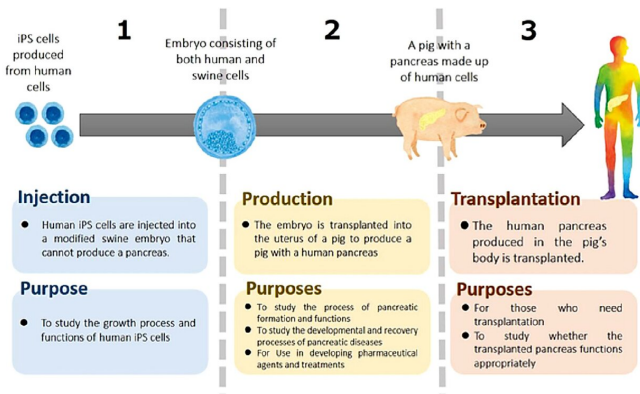 iPS cells
produced
from human
cells
1
Embryo consisting of
both human and
swine cells
2
A pig with a
pancreas made up
of human cells
3
Injection
● Human iPS cells are injected into
a modified swine embryo that
cannot produce a pancreas.
Purpose
● To study the growth process and
functions of human iPS cells
Production
● The embryo is transplanted into
the uterus of a pig to produce a
pig with a human pancreas
Purposes
● To study the process of pancreatic
formation and functions
● To study the developmental and recovery
processes of pancreatic diseases
● For Use in developing pharmaceutical
agents and treatments
Transplantation
● The human pancreas
produced in the pig's
body is transplanted.
Purposes
● For those who need
transplantation
● To study whether the
transplanted pancreas functions
appropriately